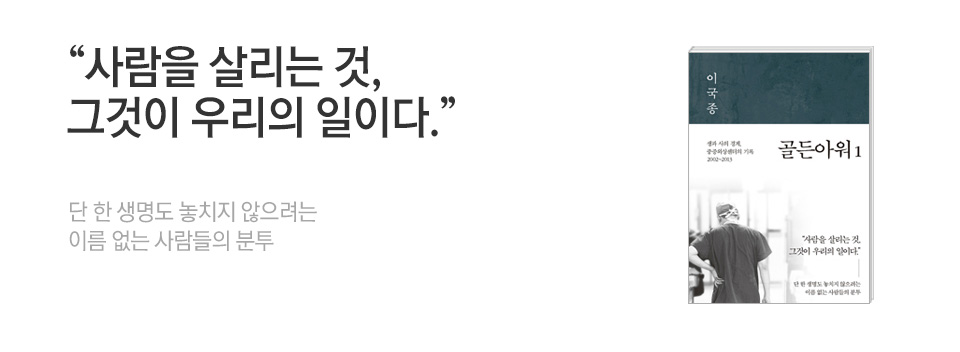 “사람을 살리는 것,
그것이 우리의 일이다.”
단 한 생명도 놓치지 않으려는
이름 없는 사람들의 분투
이국종
생과 사의 경계,
중증외상센터의 기록
2002-2013
골든아워 1
“사람을 살리는 것,
그것이 우리의 일이다.”
단 한 생명도 놓치지 않으려는
이름 없는 사람들의 분투